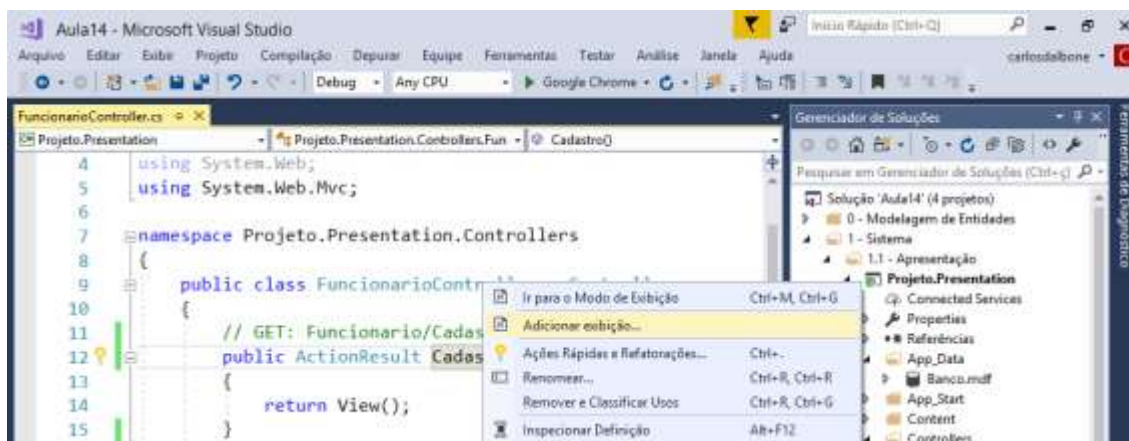 Aula14 - Microsoft Visual Studio
Início Rápido (Ctrl+Q)
Arquivo Editar Exibir Projeto Compilação Depurar Equipe Ferramentas Testar Análise Janela Ajuda
carlosdalbone
Debug Any CPU Google Chrome
FuncionarioController.cs
Projeto.Presentation Projeto.Presentation.Controllers.Fun Cadastro()
4 using System.Web;
5 using System.Web.Mvc;
6
7 namespace Projeto.Presentation.Controllers
8 {
9 public class FuncionarioContr
10 {
11 // GET: Funcionario/Cadas
12 public ActionResult Cadas
13 {
14 return View();
15 }
Ir para o Modo de Exibição Ctrl+M, Ctrl+G
Adicionar exibição...
Ações Rápidas e Refatorações... Ctrl+.
Renomear... Ctrl+R, Ctrl+R
Remover e Classificar Usos Ctrl+R, Ctrl+G
Inspecionar Definição Alt+F12
Gerenciador de Soluções
Pesquisar em Gerenciador de Soluções (Ctrl+ç)
Solução 'Aula14' (4 projetos)
0 - Modelagem de Entidades
1 - Sistema
1.1 - Apresentação
Projeto.Presentation
Connected Services
Properties
Referências
App_Data
Banco.mdf
App_Start
Content
Controllers
Ferramentas de Diagnóstico